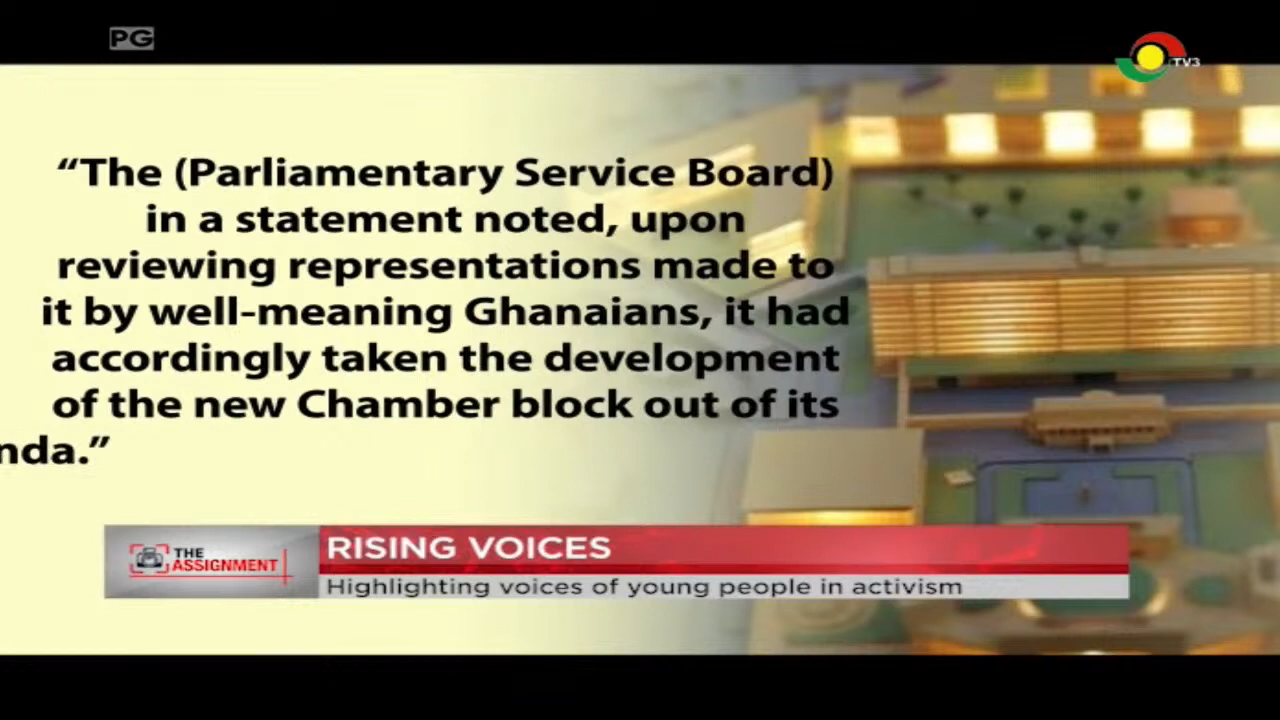 PG
TV3
“The (Parliamentary Service Board)
in a statement noted, upon
reviewing representations made to
it by well-meaning Ghanaians, it had
accordingly taken the development
of the new Chamber block out of its
nda.”
THE
ASSIGNMENT
RISING VOICES
Highlighting voices of young people in activism